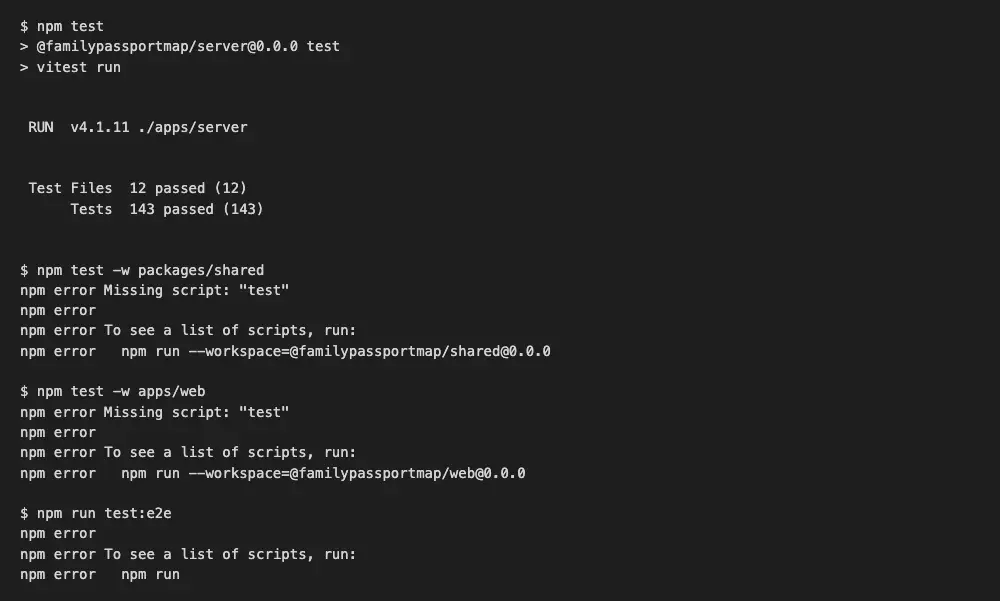 $ npm test
> @familypassportmap/server@0.0.0 test
> vitest run
RUN  v4.1.11 ./apps/server
Test Files  12 passed (12)
Tests  143 passed (143)
$ npm test -w packages/shared
npm error Missing script: "test"
npm error
npm error To see a list of scripts, run:
npm error   npm run --workspace=@familypassportmap/shared@0.0.0
$ npm test -w apps/web
npm error Missing script: "test"
npm error
npm error To see a list of scripts, run:
npm error   npm run --workspace=@familypassportmap/web@0.0.0
$ npm run test:e2e
npm error
npm error To see a list of scripts, run:
npm error   npm run